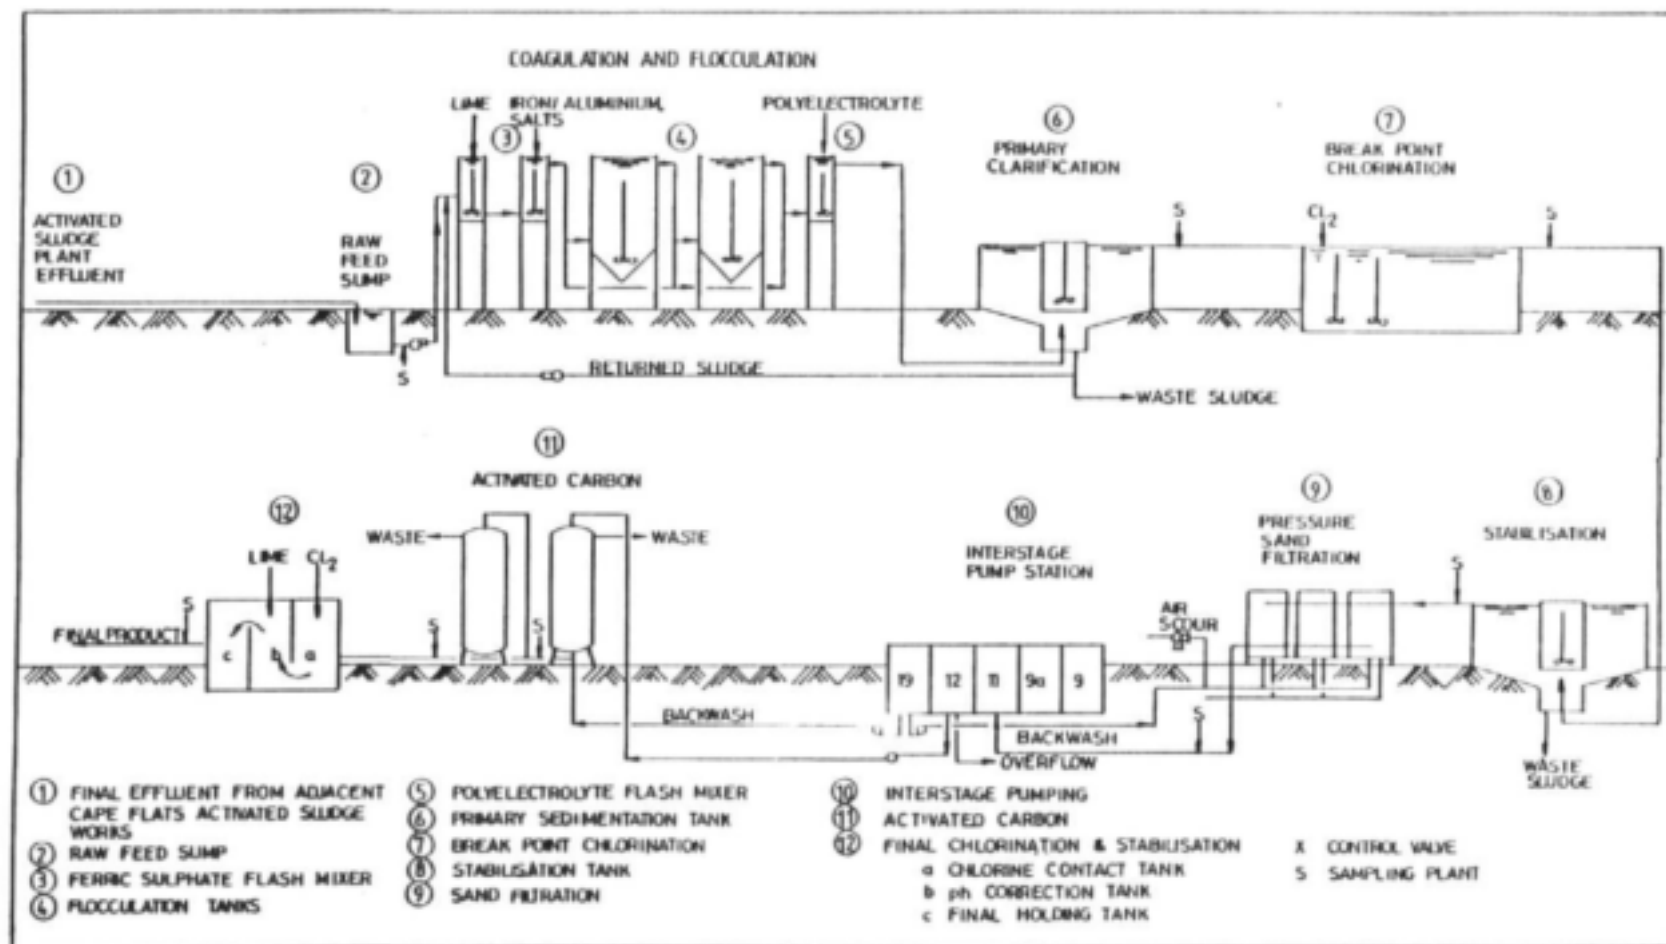 COAGULATION AND FLOCCULATION
LIME IRON/ALUMINIUM, SALTS
POLYELECTROLYTE
③
④
⑤
⑥
PRIMARY
CLARIFICATION
⑦
BREAK POINT
CHLORINATION
①
ACTIVATED
SLUDGE
PLANT
EFFLUENT
②
RAW
FEED
SUMP
S
S
CL2
S
RETURNED SLUDGE
WASTE SLUDGE
⑪
ACTIVATED CARBON
WASTE
WASTE
⑫
LIME CL2
S
FINAL PRODUCT
c b a
S
S
⑩
INTERSTAGE
PUMP STATION
⑨
PRESSURE
SAND
FILTRATION
⑧
STABILISATION
S
AIR
SCOUR
19 12 11 9a 9
BACKWASH
BACKWASH
S
OVERFLOW
WASTE
SLUDGE
① FINAL EFFLUENT FROM ADJACENT
CAPE FLATS ACTIVATED SLUDGE
WORKS
② RAW FEED SUMP
③ FERRIC SULPHATE FLASH MIXER
④ FLOCCULATION TANKS
⑤ POLYELECTROLYTE FLASH MIXER
⑥ PRIMARY SEDIMENTATION TANK
⑦ BREAK POINT CHLORINATION
⑧ STABILISATION TANK
⑨ SAND FILTRATION
⑩ INTERSTAGE PUMPING
⑪ ACTIVATED CARBON
⑫ FINAL CHLORINATION & STABILISATION
a CHLORINE CONTACT TANK
b ph CORRECTION TANK
c FINAL HOLDING TANK
X CONTROL VALVE
S SAMPLING PLANT